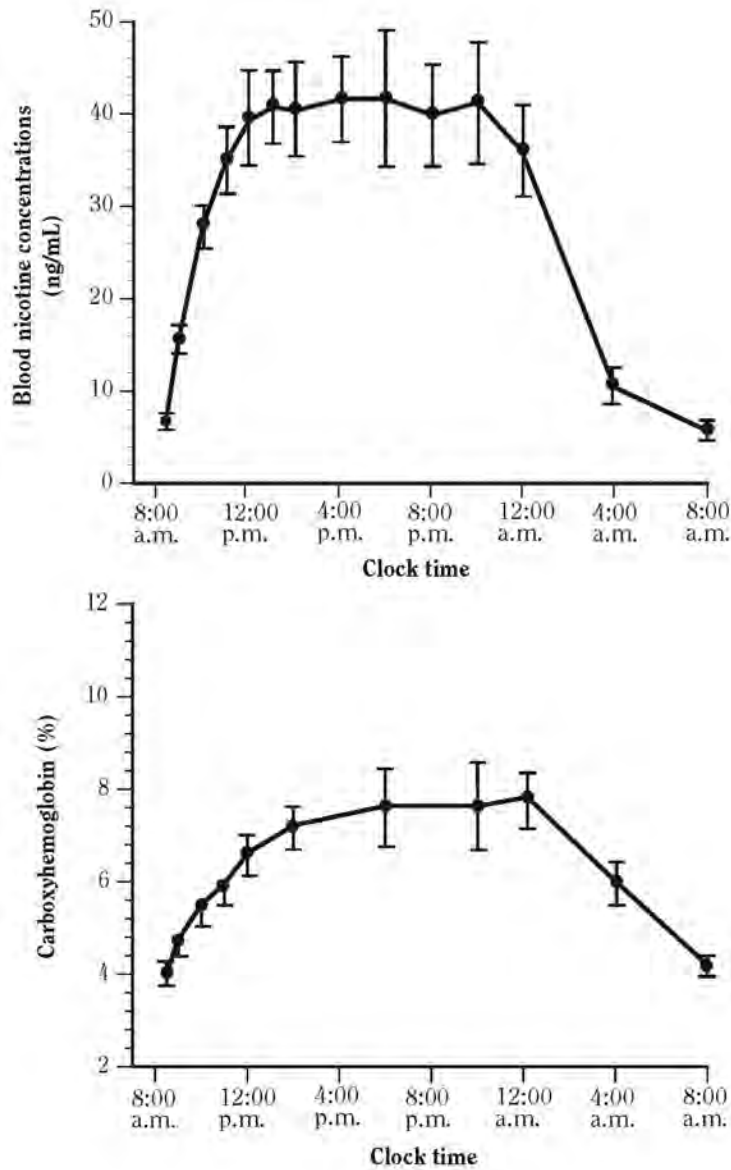 50
40
30
20
10
0
Blood nicotine concentrations
(ng/mL)
8:00 12:00 4:00 8:00 12:00 4:00 8:00
a.m. p.m. p.m. p.m. a.m. a.m. a.m.
Clock time
12
10
8
6
4
2
Carboxyhemoglobin (%)
8:00 12:00 4:00 8:00 12:00 4:00 8:00
a.m. p.m. p.m. p.m. a.m. a.m. a.m.
Clock time